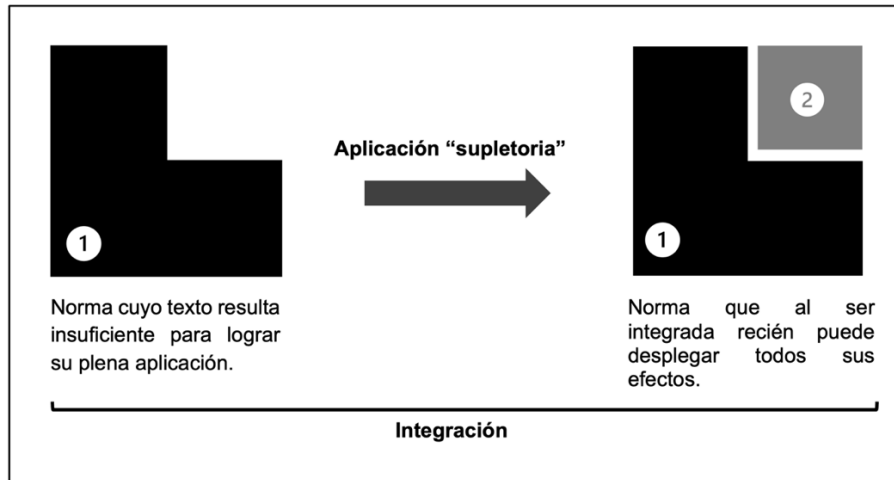 Aplicación “supletoria”
2
1
1
Norma cuyo texto resulta
insuficiente para lograr
su plena aplicación.
Norma que al ser
integrada recién puede
desplegar todos sus
efectos.
Integración